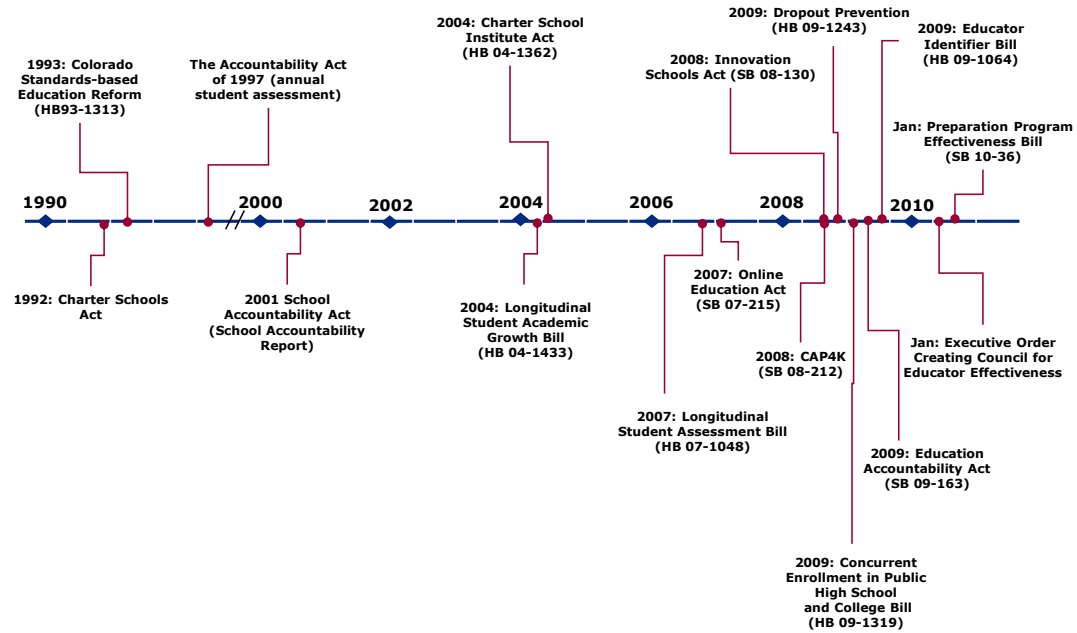 2004: Charter School
Institute Act
(HB 04-1362)
2009: Dropout Prevention
(HB 09-1243)
2009: Educator
Identifier Bill
(HB 09-1064)
1993: Colorado
Standards-based
Education Reform
(HB93-1313)
The Accountability Act
of 1997 (annual
student assessment)
2008: Innovation
Schools Act (SB 08-130)
Jan: Preparation Program
Effectiveness Bill
(SB 10-36)
1990
2000
2002
2004
2006
2008
2010
1992: Charter Schools
Act
2001 School
Accountability Act
(School Accountability
Report)
2004: Longitudinal
Student Academic
Growth Bill
(HB 04-1433)
2007: Online
Education Act
(SB 07-215)
2008: CAP4K
(SB 08-212)
Jan: Executive Order
Creating Council for
Educator Effectiveness
2007: Longitudinal
Student Assessment Bill
(HB 07-1048)
2009: Education
Accountability Act
(SB 09-163)
2009: Concurrent
Enrollment in Public
High School
and College Bill
(HB 09-1319)